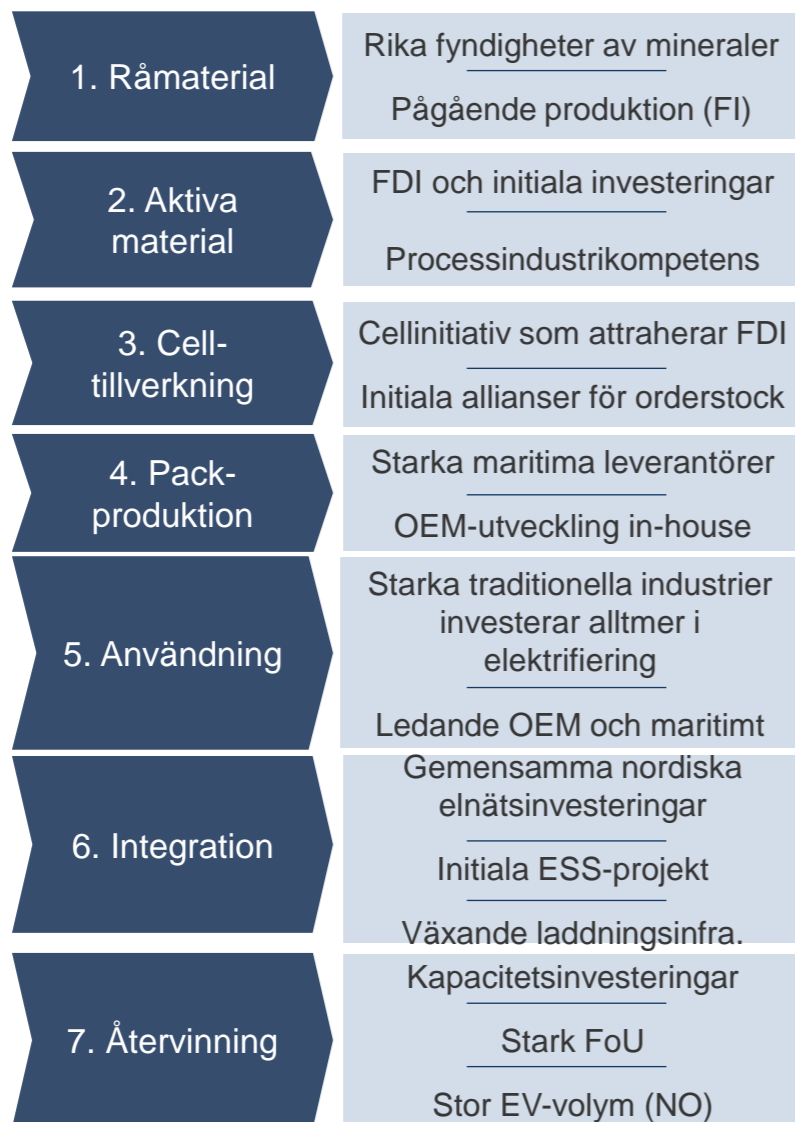 1. Råmaterial
Rika fyndigheter av mineraler
Pågående produktion (FI)
2. Aktiva
material
FDI och initiala investeringar
Processindustrikompetens
3. Cell-
tillverkning
Cellinitiativ som attraherar FDI
Initiala allianser för orderstock
4. Pack-
produktion
Starka maritima leverantörer
OEM-utveckling in-house
5. Användning
Starka traditionella industrier
investerar alltmer i
elektrifiering
Ledande OEM och maritimt
6. Integration
Gemensamma nordiska
elnätsinvesteringar
Initiala ESS-projekt
Växande laddningsinfra.
7. Återvinning
Kapacitetsinvesteringar
Stark FoU
Stor EV-volym (NO)